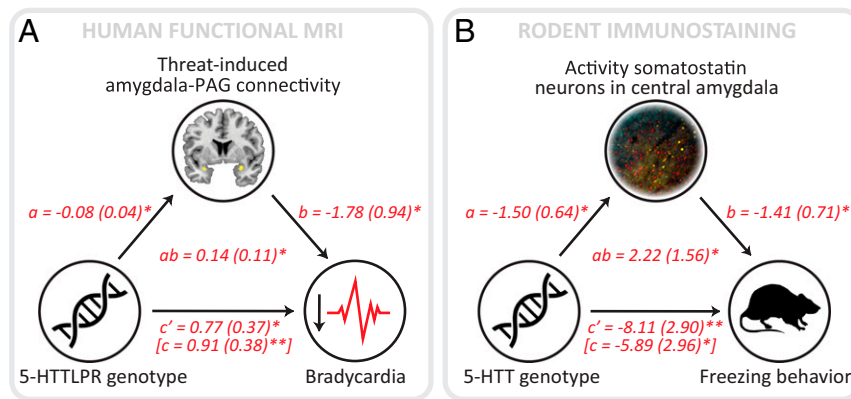 A
HUMAN FUNCTIONAL MRI
Threat-induced
amygdala-PAG connectivity
a = -0.08 (0.04)*
b = -1.78 (0.94)*
ab = 0.14 (0.11)*
c' = 0.77 (0.37)*
[c = 0.91 (0.38)**]
5-HTTLPR genotype
Bradycardia
B
RODENT IMMUNOSTAINING
Activity somatostatin
neurons in central amygdala
a = -1.50 (0.64)*
b = -1.41 (0.71)*
ab = 2.22 (1.56)*
c' = -8.11 (2.90)**
[c = -5.89 (2.96)*]
5-HTT genotype
Freezing behavior